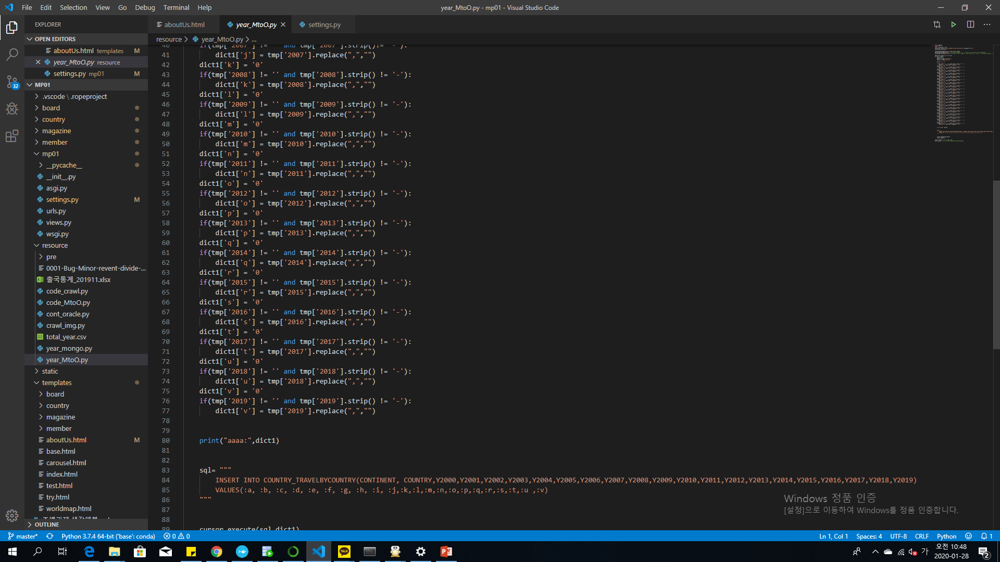 File Edit Selection View Go Debug Terminal Help
year_MtoO.py - mp01 - Visual Studio Code
EXPLORER
OPEN EDITORS
aboutUs.html templates M
year_MtoO.py resource
settings.py mp01 M
MP01
.vscode \ .ropeproject
board
country
magazine
member
mp01
__pycache__
__init__.py
asgi.py
settings.py M
urls.py
views.py
wsgi.py
resource
pre
0001-Bug-Minor-revent-divide-...
출국통계_201911.xlsx
code_crawl.py
code_MtoO.py
cont_oracle.py
crawl_img.py
total_year.csv
year_mongo.py
year_MtoO.py
static
templates
board
country
magazine
member
aboutUs.html M
base.html
carousel.html
index.html
test.html
try.html
worldmap.html
OUTLINE
32
aboutUs.html
year_MtoO.py
settings.py
resource > year_MtoO.py > ...
40 if(tmp['2007'] != '' and tmp['2007'].strip() != '-'):
41 dict1['j'] = tmp['2007'].replace(",","")
42 dict1['k'] = '0'
43 if(tmp['2008'] != '' and tmp['2008'].strip() != '-'):
44 dict1['k'] = tmp['2008'].replace(",","")
45 dict1['l'] = '0'
46 if(tmp['2009'] != '' and tmp['2009'].strip() != '-'):
47 dict1['l'] = tmp['2009'].replace(",","")
48 dict1['m'] = '0'
49 if(tmp['2010'] != '' and tmp['2010'].strip() != '-'):
50 dict1['m'] = tmp['2010'].replace(",","")
51 dict1['n'] = '0'
52 if(tmp['2011'] != '' and tmp['2011'].strip() != '-'):
53 dict1['n'] = tmp['2011'].replace(",","")
54 dict1['o'] = '0'
55 if(tmp['2012'] != '' and tmp['2012'].strip() != '-'):
56 dict1['o'] = tmp['2012'].replace(",","")
57 dict1['p'] = '0'
58 if(tmp['2013'] != '' and tmp['2013'].strip() != '-'):
59 dict1['p'] = tmp['2013'].replace(",","")
60 dict1['q'] = '0'
61 if(tmp['2014'] != '' and tmp['2014'].strip() != '-'):
62 dict1['q'] = tmp['2014'].replace(",","")
63 dict1['r'] = '0'
64 if(tmp['2015'] != '' and tmp['2015'].strip() != '-'):
65 dict1['r'] = tmp['2015'].replace(",","")
66 dict1['s'] = '0'
67 if(tmp['2016'] != '' and tmp['2016'].strip() != '-'):
68 dict1['s'] = tmp['2016'].replace(",","")
69 dict1['t'] = '0'
70 if(tmp['2017'] != '' and tmp['2017'].strip() != '-'):
71 dict1['t'] = tmp['2017'].replace(",","")
72 dict1['u'] = '0'
73 if(tmp['2018'] != '' and tmp['2018'].strip() != '-'):
74 dict1['u'] = tmp['2018'].replace(",","")
75 dict1['v'] = '0'
76 if(tmp['2019'] != '' and tmp['2019'].strip() != '-'):
77 dict1['v'] = tmp['2019'].replace(",","")
78
79
80 print("aaaa:",dict1)
81
82
83 sql= """
84 INSERT INTO COUNTRY_TRAVELBYCOUNTRY(CONTINENT, COUNTRY,Y2000,Y2001,Y2002,Y2003,Y2004,Y2005,Y2006,Y2007,Y2008,Y2009,Y2010,Y2011,Y2012,Y2013,Y2014,Y2015,Y2016,Y2017,Y2018,Y2019)
85 VALUES(:a, :b, :c, :d, :e, :f, :g, :h, :i, :j,:k,:l,:m,:n,:o,:p,:q,:r,:s,:t,:u ,:v)
86 """
87
88
89 cursor.execute(sql,dict1)
Windows 정품 인증
[설정]으로 이동하여 Windows를 정품 인증합니다.
master* Python 3.7.4 64-bit ('base': conda) 0 0
Ln 1, Col 1 Spaces: 4 UTF-8 CRLF Python 1
TALK
가
오전 10:48
2020-01-28
2